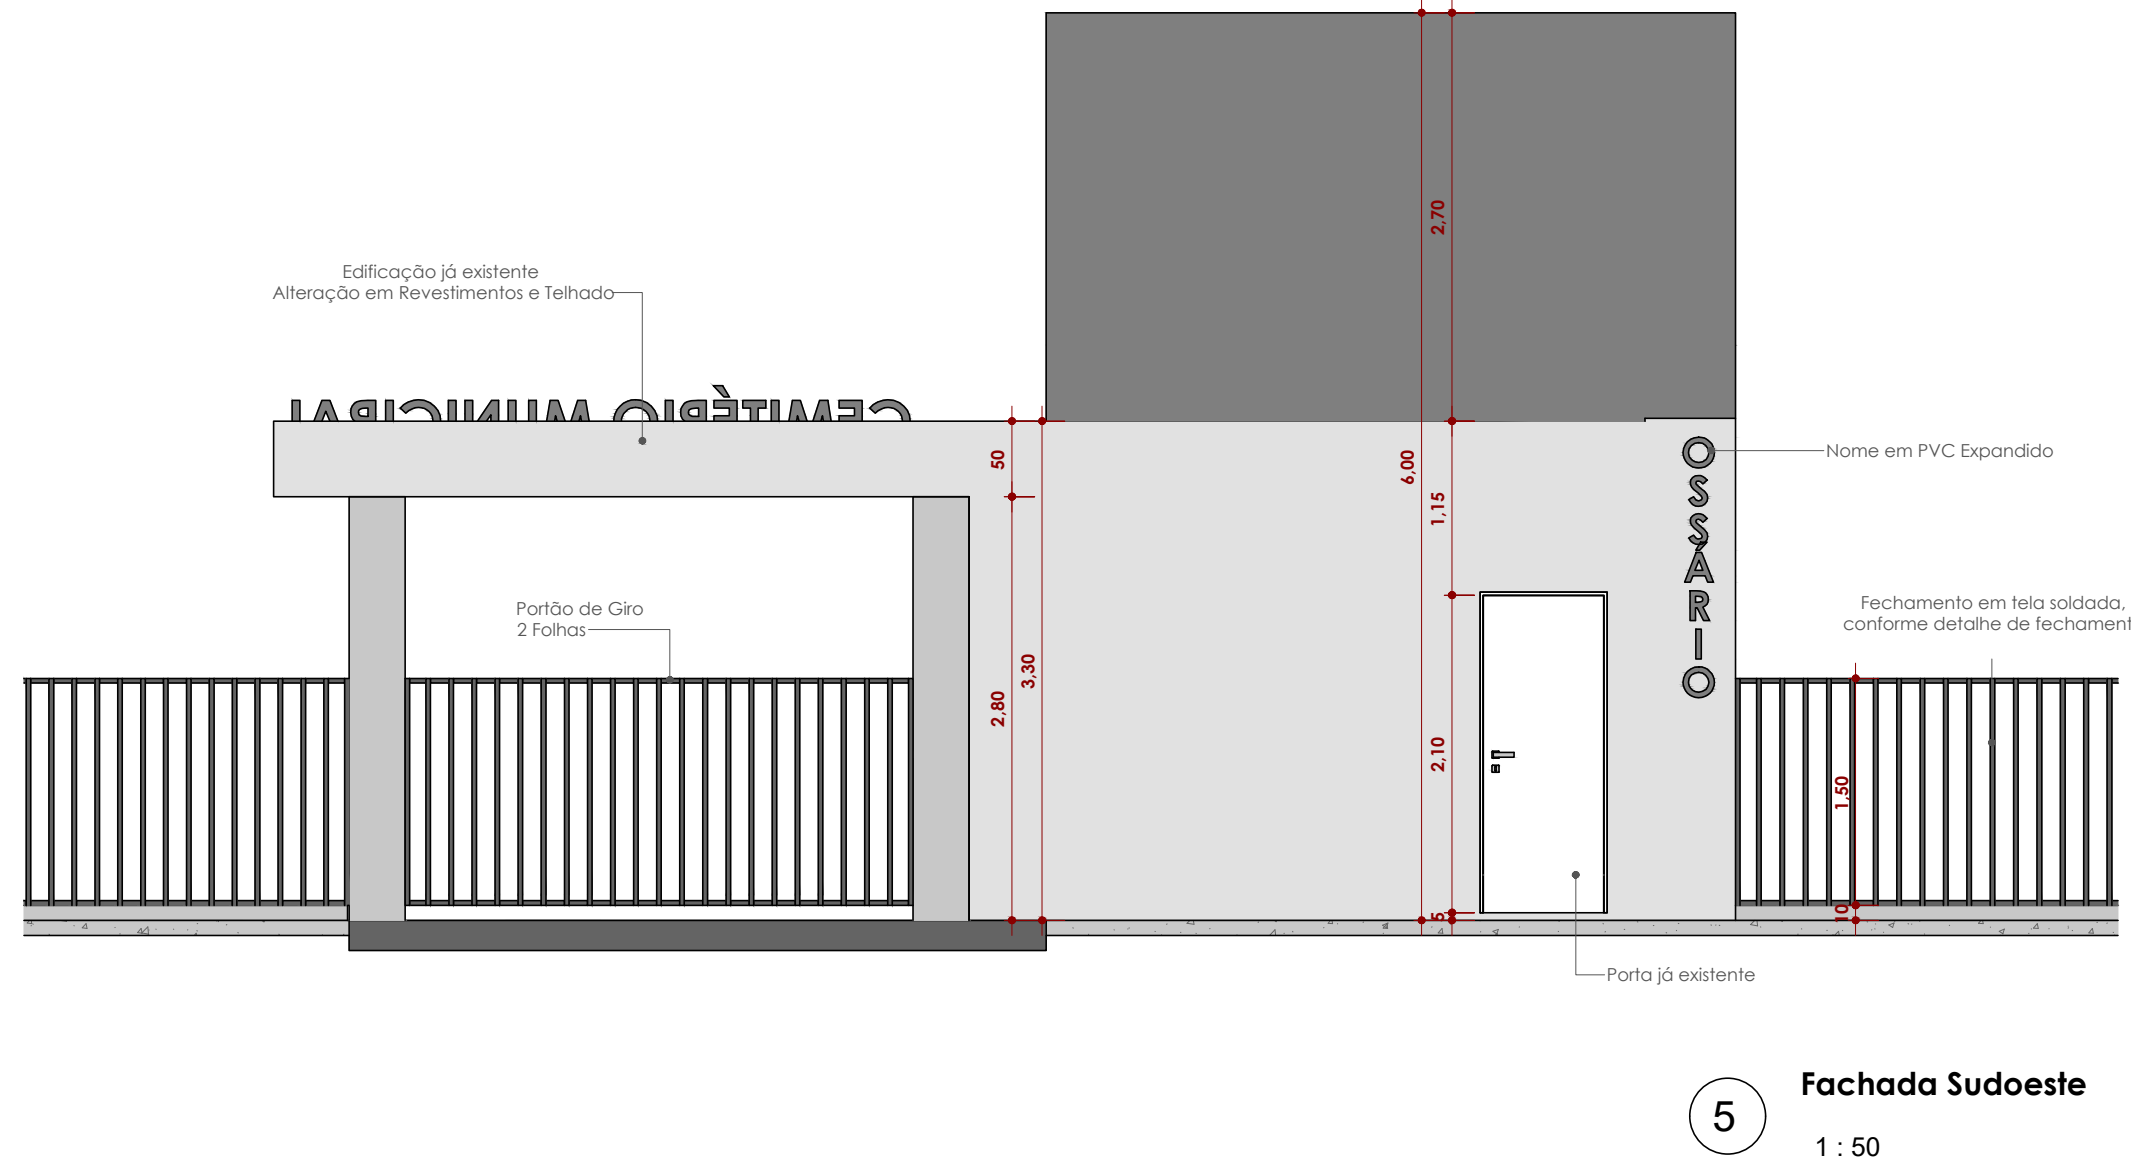 2,70
Edificação já existente
Alteração em Revestimentos e Telhado
CEMITÉRIO MUNICIPAL
50
6,00
1,15
OSSÁRIO
Nome em PVC Expandido
Portão de Giro
2 Folhas
3,30
2,80
2,10
Fechamento em tela soldada,
conforme detalhe de fechament
1,50
10
5
Porta já existente
5
Fachada Sudoeste
1 : 50